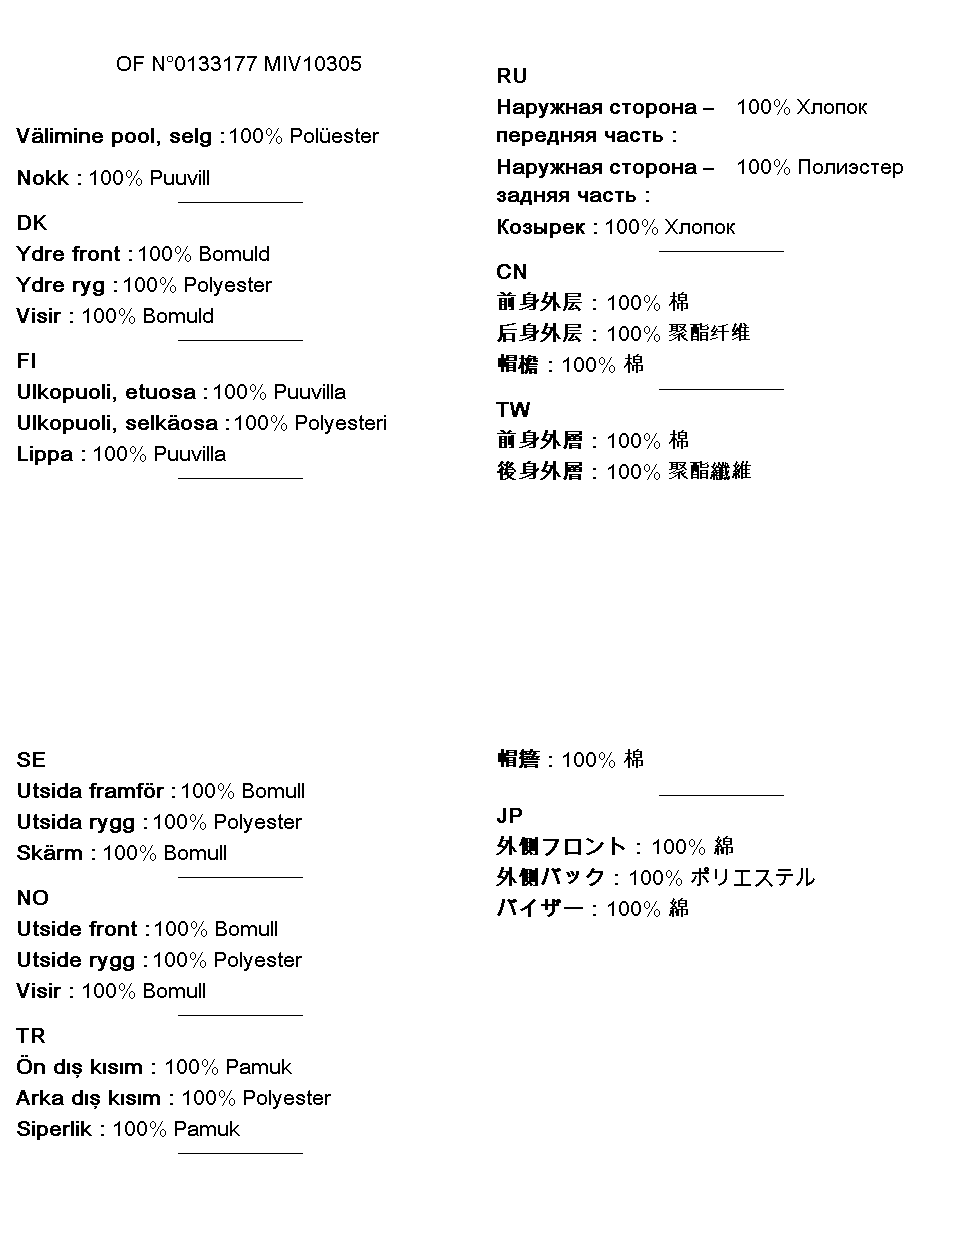 OF N°0133177 MIV10305
Välimine pool, selg : 100% Polüester
Nokk : 100% Puuvill
DK
Ydre front : 100% Bomuld
Ydre ryg : 100% Polyester
Visir : 100% Bomuld
FI
Ulkopuoli, etuosa : 100% Puuvilla
Ulkopuoli, selkäosa : 100% Polyesteri
Lippa : 100% Puuvilla
SE
Utsida framför : 100% Bomull
Utsida rygg : 100% Polyester
Skärm : 100% Bomull
NO
Utside front : 100% Bomull
Utside rygg : 100% Polyester
Visir : 100% Bomull
TR
Ön dış kısım : 100% Pamuk
Arka dış kısım : 100% Polyester
Siperlik : 100% Pamuk
RU
Наружная сторона – 100% Хлопок
передняя часть :
Наружная сторона – 100% Полиэстер
задняя часть :
Козырек : 100% Хлопок
CN
前身外层 : 100% 棉
后身外层 : 100% 聚酯纤维
帽檐 : 100% 棉
TW
前身外層 : 100% 棉
後身外層 : 100% 聚酯纖維
帽簷 : 100% 棉
JP
外側フロント : 100% 綿
外側バック : 100% ポリエステル
バイザー : 100% 綿